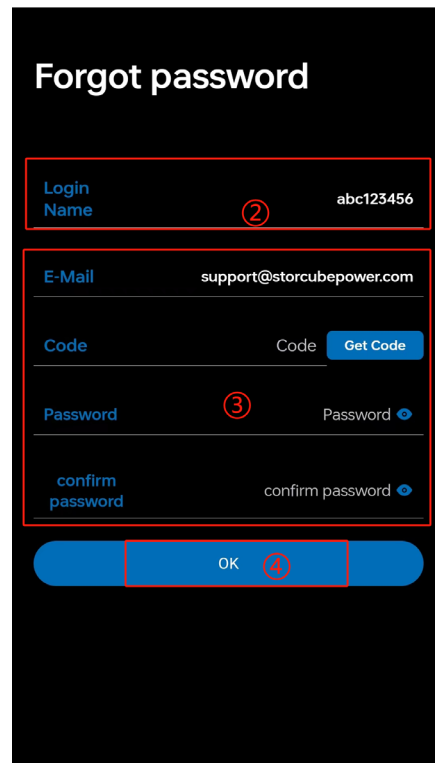 Forgot password
Login
Name
②
abc123456
E-Mail
support@storcubepower.com
Code
Code
Get Code
Password
③
Password
confirm
password
confirm password
OK
④